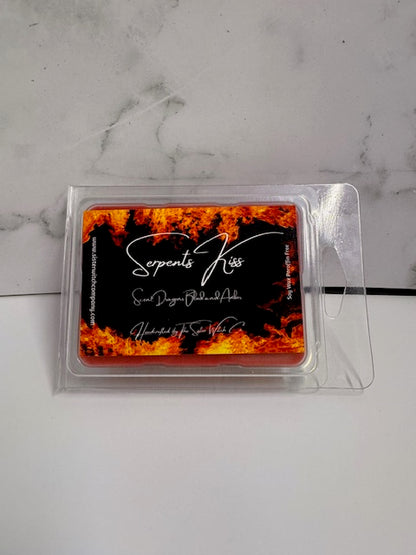 www.sisterwitchcompany.com
Serpents Kiss
Scent Dragons Blood and Amber
Handcrafted by The Sister Witch C
Soy Wax Paraffin Free